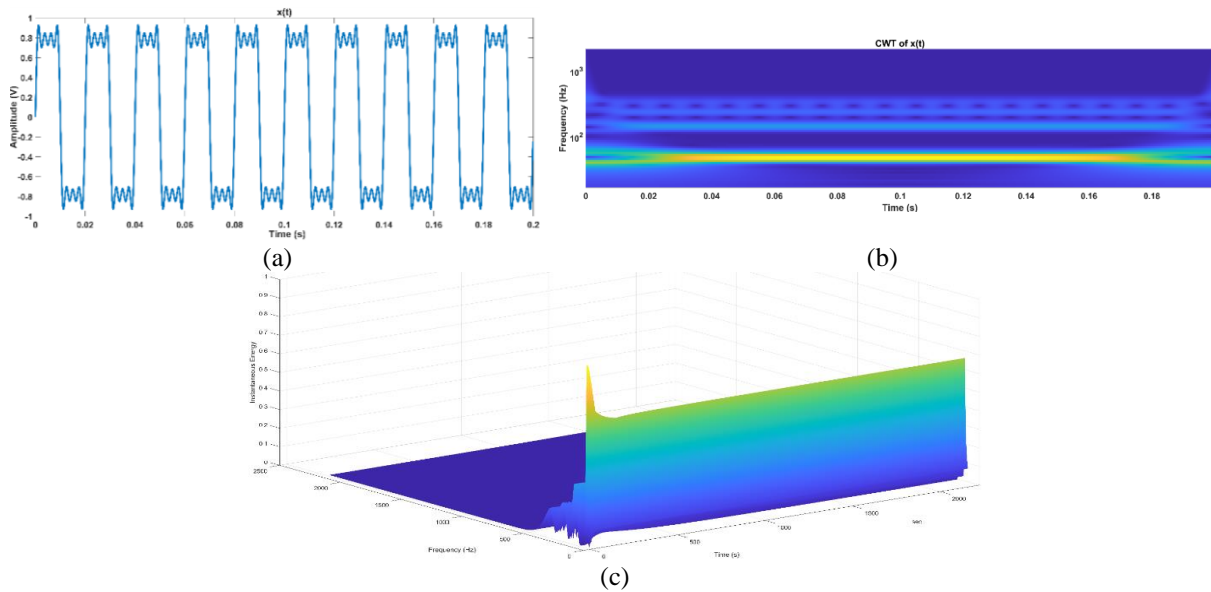 x(t)
1
0.8
0.6
0.4
0.2
0
-0.2
-0.4
-0.6
-0.8
-1
Amplitude (V)
0 0.02 0.04 0.06 0.08 0.1 0.12 0.14 0.16 0.18 0.2
Time (s)
(a)
CWT of x(t)
10³
10²
Frequency (Hz)
0 0.02 0.04 0.06 0.08 0.1 0.12 0.14 0.16 0.18
Time (s)
(b)
1
0.9
0.8
0.7
0.6
0.5
0.4
0.3
0.2
0.1
0
Instantaneous Energy
2500 2000 1500 1000 500 0
Frequency (Hz)
0 500 1000 1500 2000
Time (s)
(c)